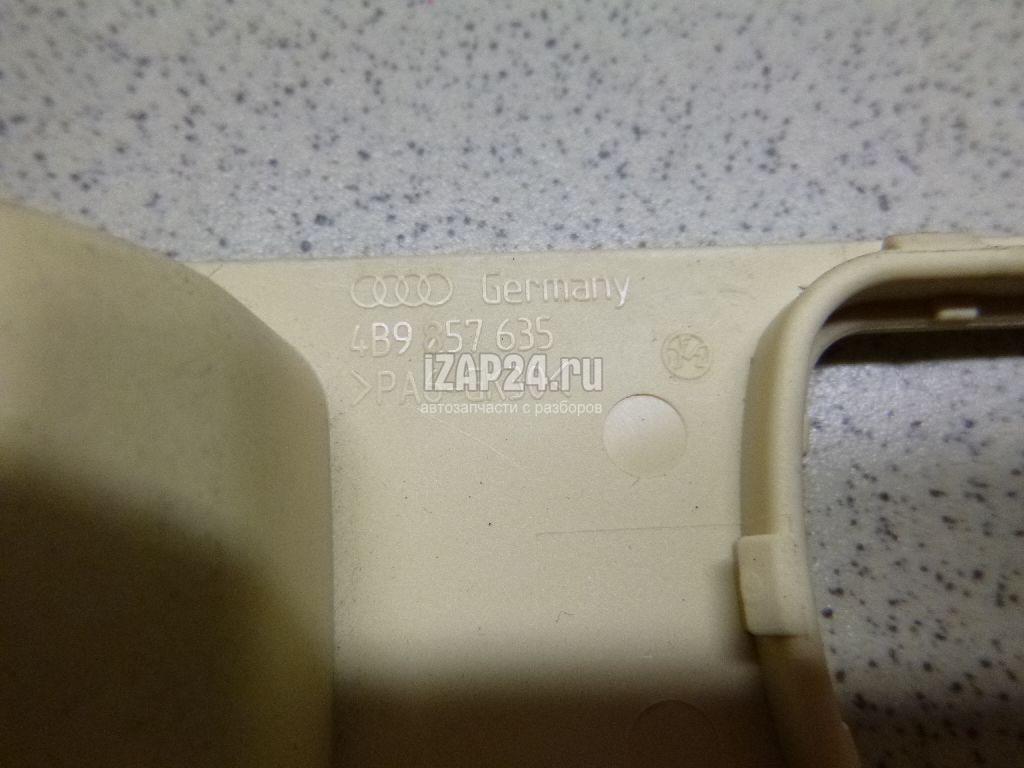 Germany
4B9 857 635
iZAP24.ru
автозапчасти с разборов